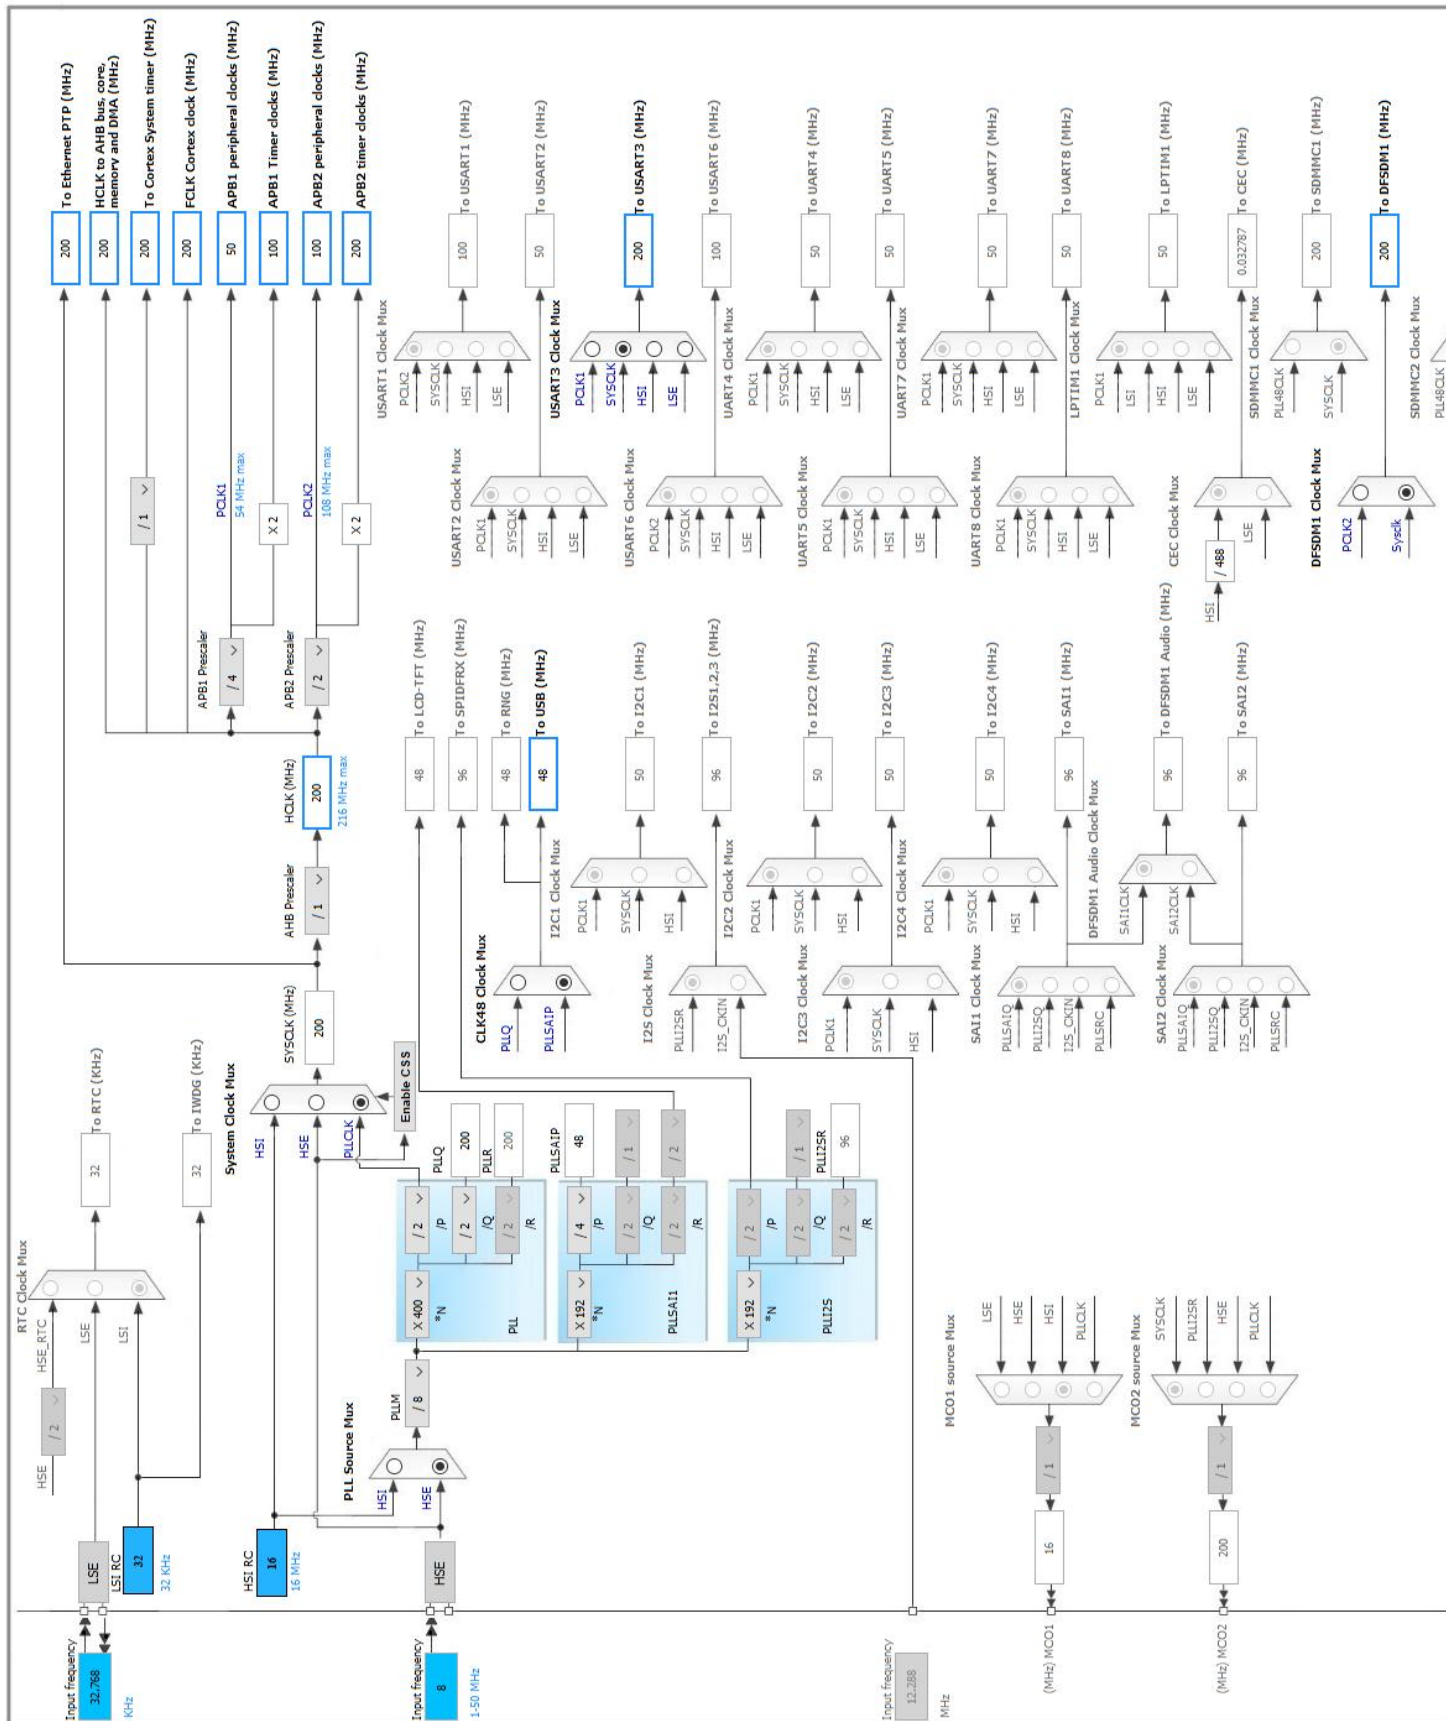 RTC Clock Mux
HSE
/ 2
HSE_RTC
Input frequency
32.768
KHz
LSE
LSE
32
To RTC (KHz)
LSI RC
32
32 KHz
LSI
32
To IWDG (KHz)
System Clock Mux
HSI RC
16
16 MHz
HSI
HSE
PLLCLK
Enable CSS
SYSCLK (MHz)
200
AHB Prescaler
/ 1
HCLK (MHz)
200
216 MHz max
APB1 Prescaler
/ 4
PCLK1
54 MHz max
X 2
APB2 Prescaler
/ 2
PCLK2
108 MHz max
X 2
/ 1
200
To Ethernet PTP (MHz)
200
HCLK to AHB bus, core,
memory and DMA (MHz)
200
To Cortex System timer (MHz)
200
FCLK Cortex clock (MHz)
50
APB1 peripheral clocks (MHz)
100
APB1 Timer clocks (MHz)
100
APB2 peripheral clocks (MHz)
200
APB2 timer clocks (MHz)
PLL Source Mux
HSI
HSE
Input frequency
8
1-50 MHz
HSE
PLLM
/ 8
X 400
*N
/ 2
/P
/ 2
/Q
/ 2
/R
PLL
PLLQ
200
PLLR
200
X 192
*N
/ 4
/P
/ 2
/Q
/ 2
/R
PLLSAI1
PLLSAIP
48
/ 1
/ 2
X 192
*N
/ 2
/P
/ 2
/Q
/ 2
/R
PLLI2S
/ 1
PLLI2SR
96
48
To LCD-TFT (MHz)
96
To SPIDFRX (MHz)
48
To RNG (MHz)
CLK48 Clock Mux
PLLQ
PLLSAIP
48
To USB (MHz)
I2C1 Clock Mux
PCLK1
SYSCLK
HSI
50
To I2C1 (MHz)
I2S Clock Mux
PLLI2SR
I2S_CKIN
96
To I2S1,2,3 (MHz)
I2C2 Clock Mux
PCLK1
SYSCLK
HSI
50
To I2C2 (MHz)
I2C3 Clock Mux
PCLK1
SYSCLK
HSI
50
To I2C3 (MHz)
I2C4 Clock Mux
PCLK1
SYSCLK
HSI
50
To I2C4 (MHz)
SAI1 Clock Mux
PLLSAIQ
PLLI2SQ
I2S_CKIN
PLLSRC
96
To SAI1 (MHz)
DFSDM1 Audio Clock Mux
SAI1CLK
SAI2CLK
96
To DFSDM1 Audio (MHz)
SAI2 Clock Mux
PLLSAIQ
PLLI2SQ
I2S_CKIN
PLLSRC
96
To SAI2 (MHz)
USART1 Clock Mux
PCLK2
SYSCLK
HSI
LSE
100
To USART1 (MHz)
USART2 Clock Mux
PCLK1
SYSCLK
HSI
LSE
50
To USART2 (MHz)
USART3 Clock Mux
PCLK1
SYSCLK
HSI
LSE
200
To USART3 (MHz)
USART6 Clock Mux
PCLK2
SYSCLK
HSI
LSE
100
To USART6 (MHz)
UART4 Clock Mux
PCLK1
SYSCLK
HSI
LSE
50
To UART4 (MHz)
UART5 Clock Mux
PCLK1
SYSCLK
HSI
LSE
50
To UART5 (MHz)
UART7 Clock Mux
PCLK1
SYSCLK
HSI
LSE
50
To UART7 (MHz)
UART8 Clock Mux
PCLK1
SYSCLK
HSI
LSE
50
To UART8 (MHz)
LPTIM1 Clock Mux
PCLK1
LSI
HSI
LSE
50
To LPTIM1 (MHz)
CEC Clock Mux
HSI
/ 488
LSE
0.032787
To CEC (MHz)
SDMMC1 Clock Mux
PLL48CLK
SYSCLK
200
To SDMMC1 (MHz)
DFSDM1 Clock Mux
PCLK2
Sysclk
200
To DFSDM1 (MHz)
SDMMC2 Clock Mux
PLL48CLK
Input frequency
12.288
MHz
MCO1 source Mux
LSE
HSE
HSI
PLLCLK
/ 1
16
(MHz) MCO1
MCO2 source Mux
SYSCLK
PLLI2SR
HSE
PLLCLK
/ 1
200
(MHz) MCO2